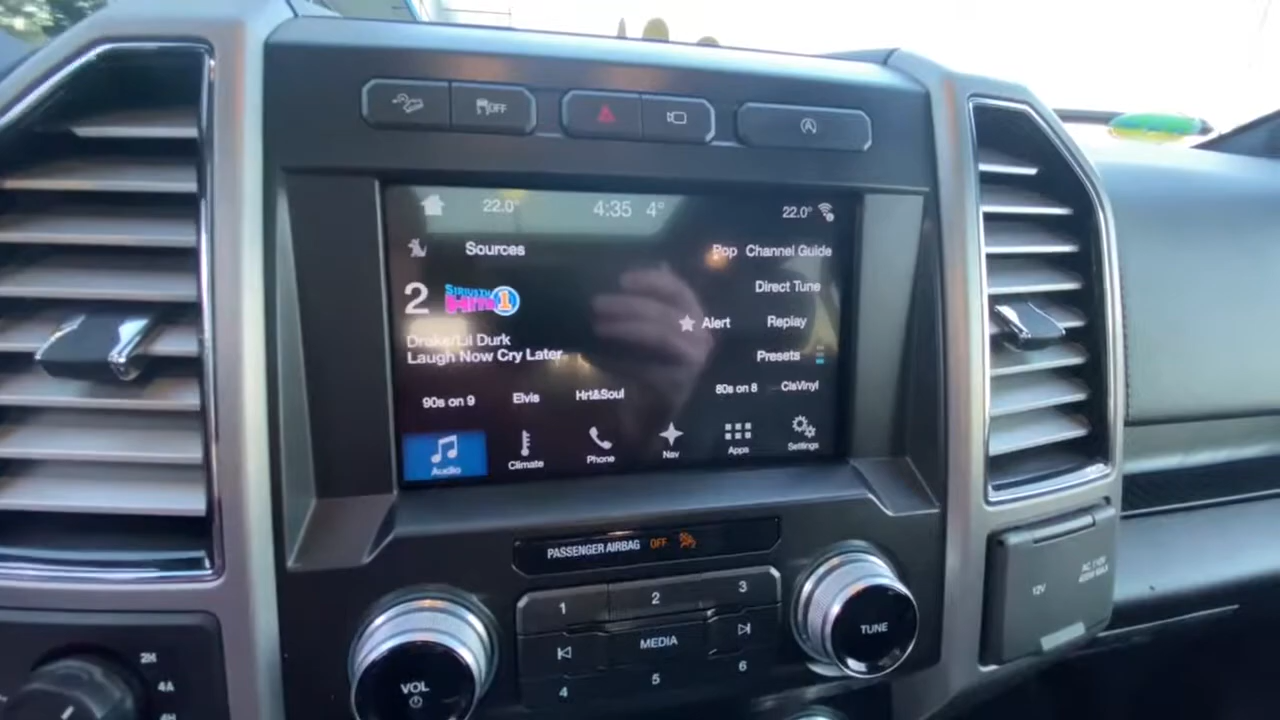 OFF
22.0°
4:35 4°
22.0°
Sources
Pop Channel Guide
2 SIRIUSXM Hits 1
Direct Tune
Alert Replay
Drake/Lil Durk
Laugh Now Cry Later
Presets
90s on 9 Elvis Hrt&Soul 80s on 8 ClsVinyl
Audio Climate Phone Nav Apps Settings
PASSENGER AIRBAG OFF
1 2 3
MEDIA
4 5 6
VOL
TUNE
12V
AC 110V
400W MAX
2H
4A
4H